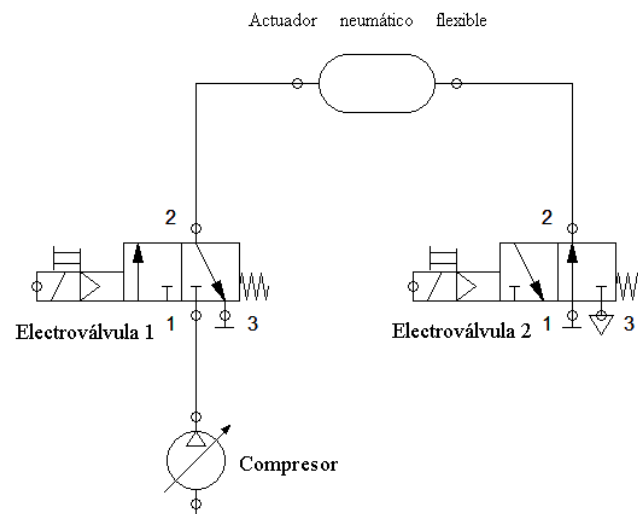 Actuador neumático flexible
2
2
Electroválvula 1
1
3
Electroválvula 2
1
3
Compresor